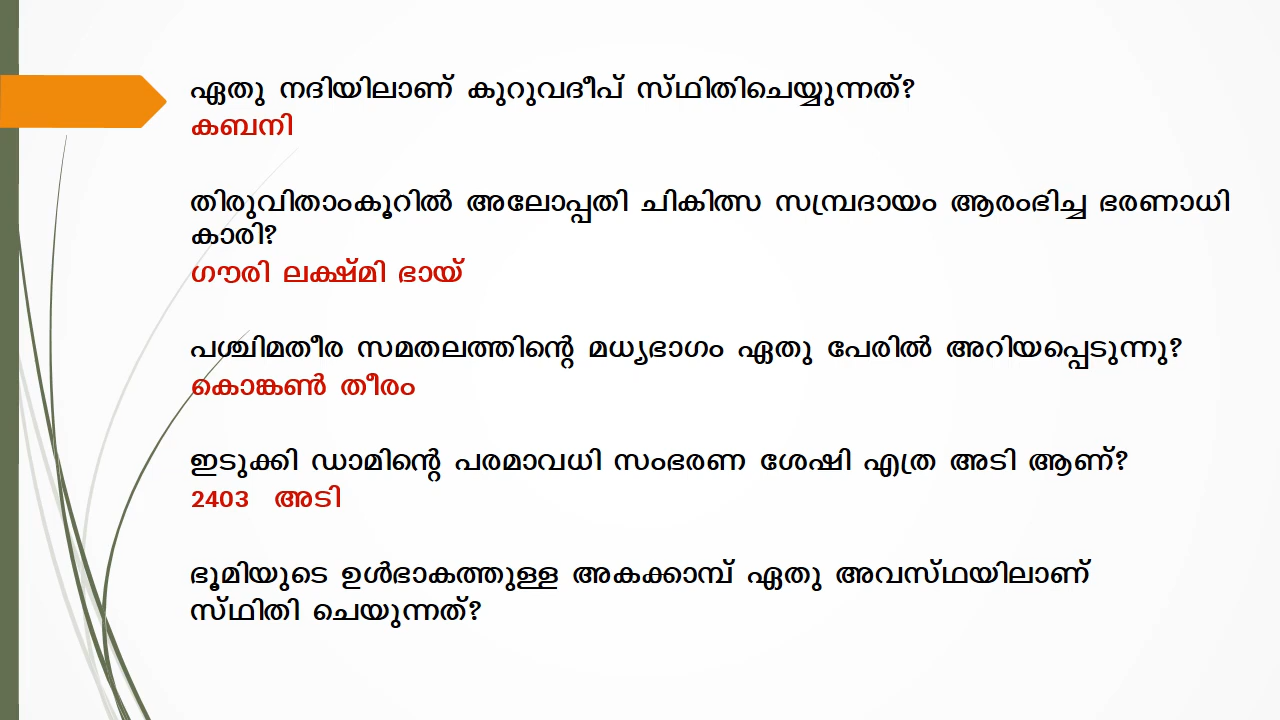 ഏതു നദിയിലാണ് കുറുവദീപ് സ്ഥിതിചെയ്യുന്നത്?
കബനി
തിരുവിതാംകൂറിൽ അലോപ്പതി ചികിത്സ സമ്പ്രദായം ആരംഭിച്ച ഭരണാധി
കാരി?
ഗൗരി ലക്ഷ്മി ഭായ്
പശ്ചിമതീര സമതലത്തിന്റെ മധ്യഭാഗം ഏതു പേരിൽ അറിയപ്പെടുന്നു?
കൊങ്കൺ തീരം
ഇടുക്കി ഡാമിന്റെ പരമാവധി സംഭരണ ശേഷി എത്ര അടി ആണ്?
2403 അടി
ഭൂമിയുടെ ഉൾഭാകത്തുള്ള അകക്കാമ്പ് ഏതു അവസ്ഥയിലാണ്
സ്ഥിതി ചെയുന്നത്?